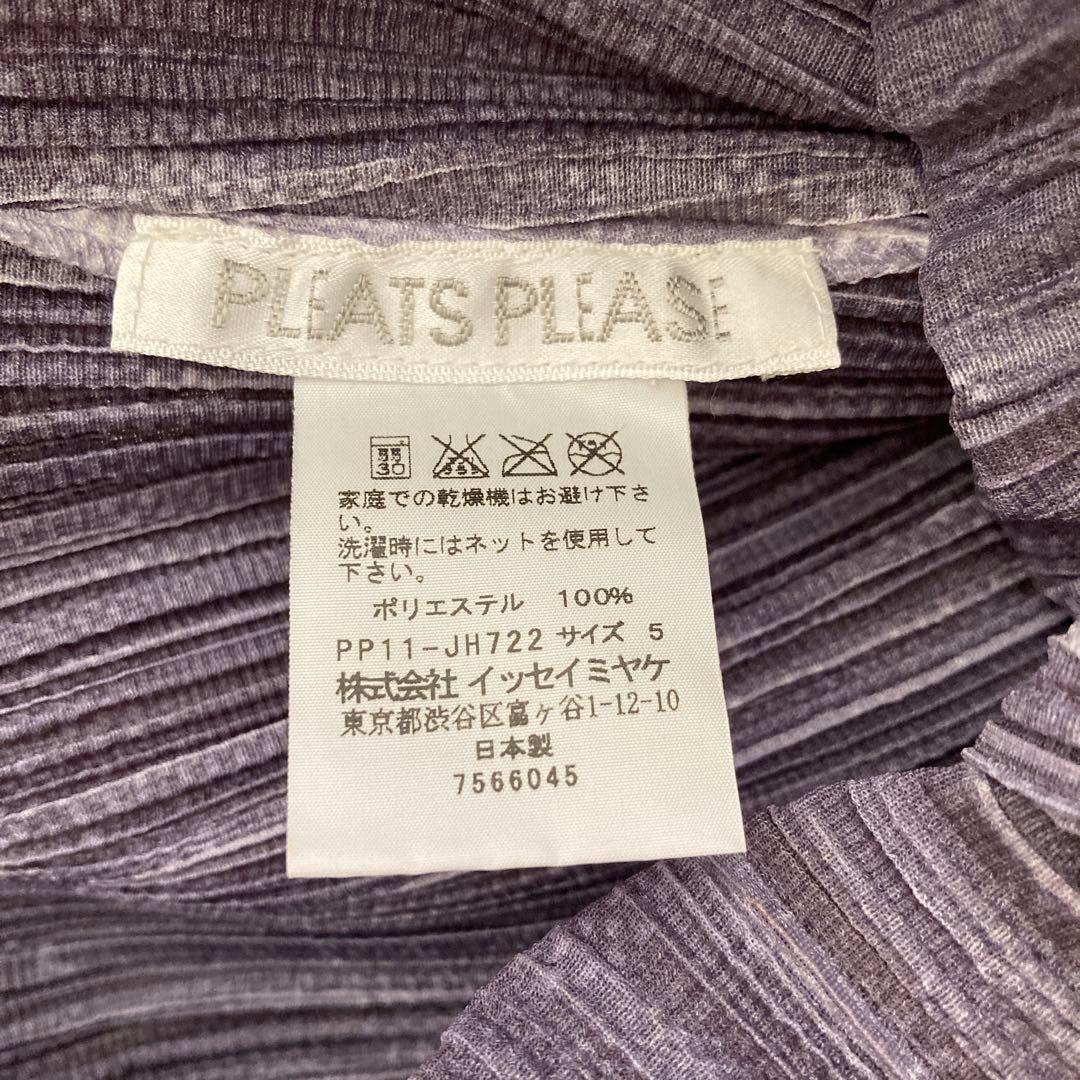 PLEATS PLEASE
弱 30
家庭での乾燥機はお避け下さ
い。
洗濯時にはネットを使用して
下さい。
ポリエステル 100%
PP11-JH722 サイズ 5
株式会社 イッセイミヤケ
東京都渋谷区富ヶ谷1-12-10
日本製
7566045